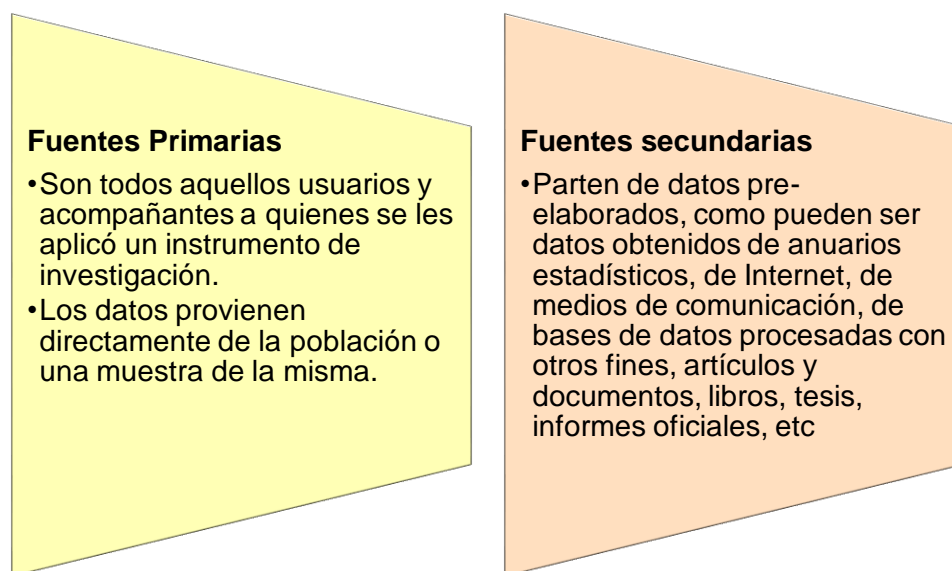 Fuentes Primarias
•Son todos aquellos usuarios y
acompañantes a quienes se les
aplicó un instrumento de
investigación.
•Los datos provienen
directamente de la población o
una muestra de la misma.
Fuentes secundarias
•Parten de datos pre-
elaborados, como pueden ser
datos obtenidos de anuarios
estadísticos, de Internet, de
medios de comunicación, de
bases de datos procesadas con
otros fines, artículos y
documentos, libros, tesis,
informes oficiales, etc